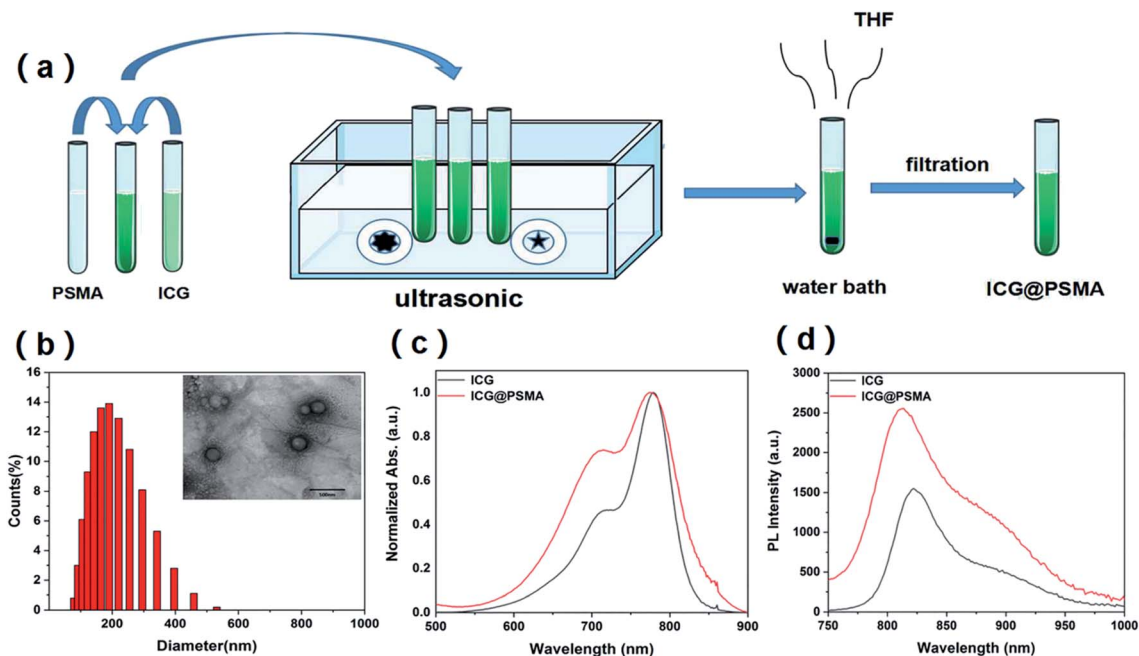 ( a )
THF
PSMA
ICG
ultrasonic
water bath
filtration
ICG@PSMA
( b )
16
14
12
10
8
6
4
2
0
Counts(%)
200
400
600
800
1000
Diameter(nm)
( c )
ICG
ICG@PSMA
1.0
0.8
0.6
0.4
0.2
0.0
Normalized Abs. (a.u.)
500
600
700
800
900
Wavelength (nm)
( d )
ICG
ICG@PSMA
3000
2500
2000
1500
1000
500
0
PL Intensity (a.u.)
750
800
850
900
950
1000
Wavelength (nm)